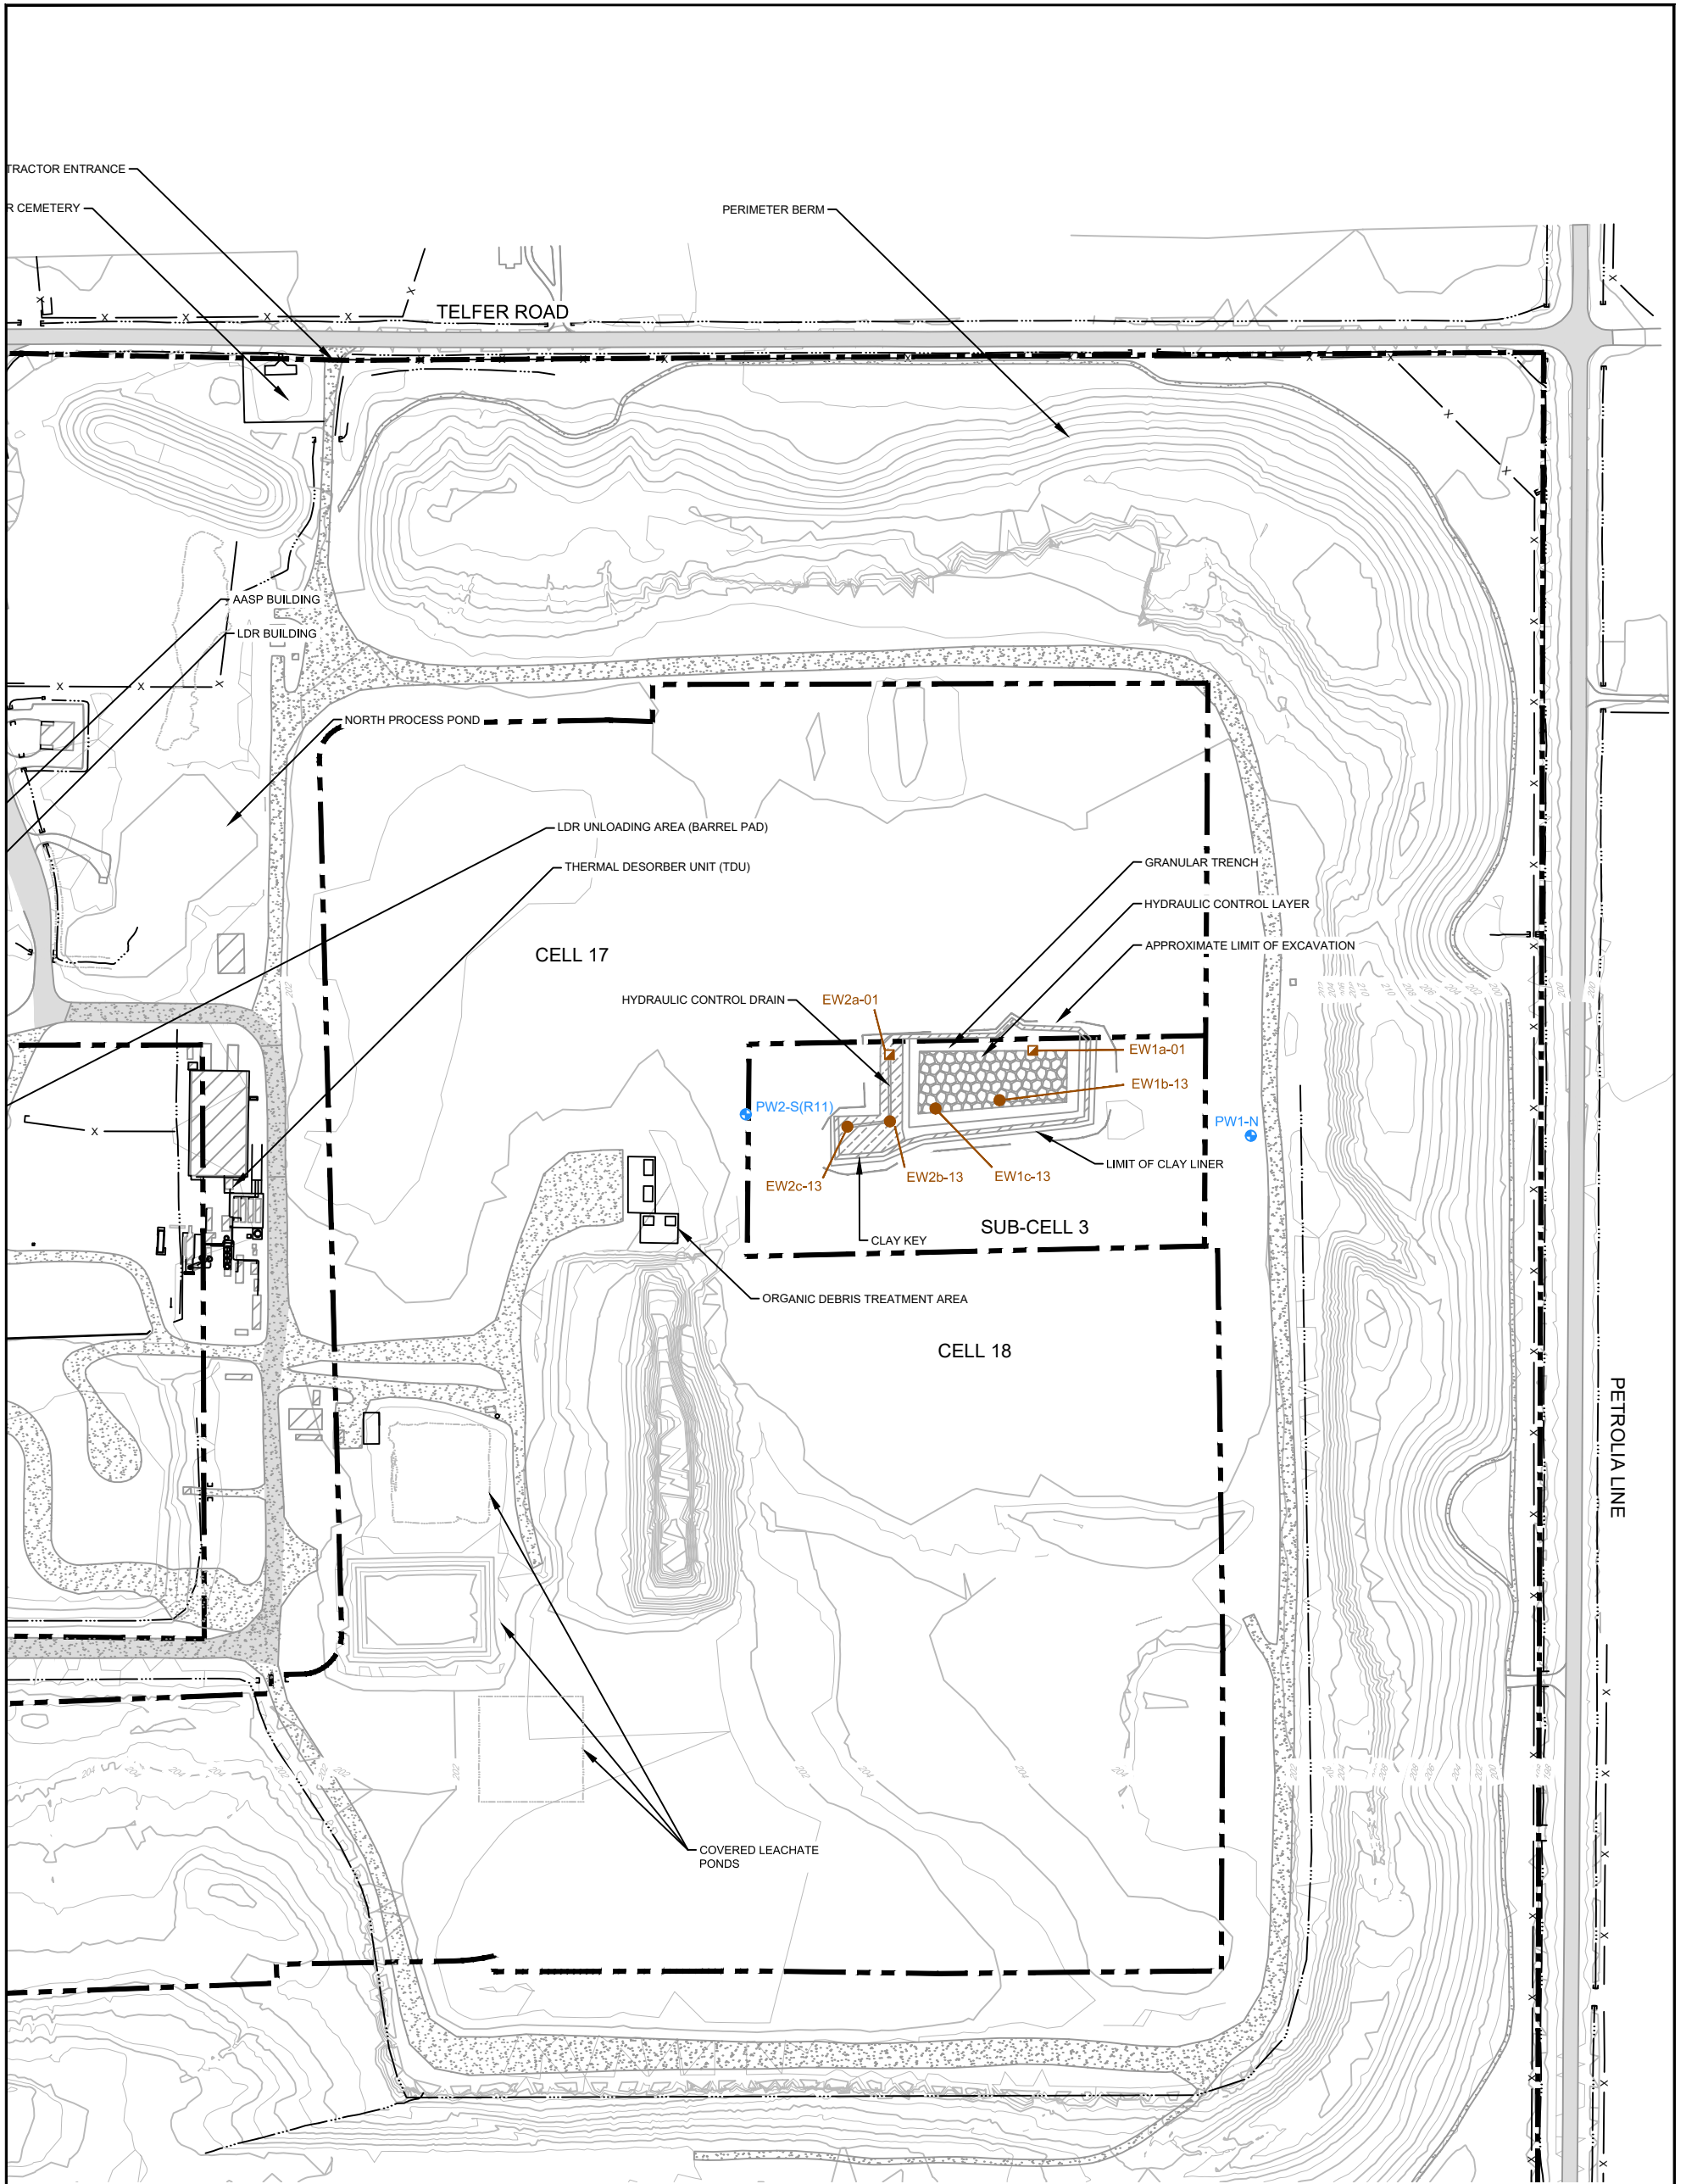 TRACTOR ENTRANCE
R CEMETERY
PERIMETER BERM
TELFER ROAD
AASP BUILDING
LDR BUILDING
NORTH PROCESS POND
LDR UNLOADING AREA (BARREL PAD)
THERMAL DESORBER UNIT (TDU)
GRANULAR TRENCH
HYDRAULIC CONTROL LAYER
APPROXIMATE LIMIT OF EXCAVATION
CELL 17
HYDRAULIC CONTROL DRAIN
EW2a-01
EW1a-01
EW1b-13
PW2-S(R11)
PW1-N
LIMIT OF CLAY LINER
EW2c-13
EW2b-13
EW1c-13
SUB-CELL 3
CLAY KEY
ORGANIC DEBRIS TREATMENT AREA
CELL 18
PETROLIA LINE
COVERED LEACHATE
PONDS